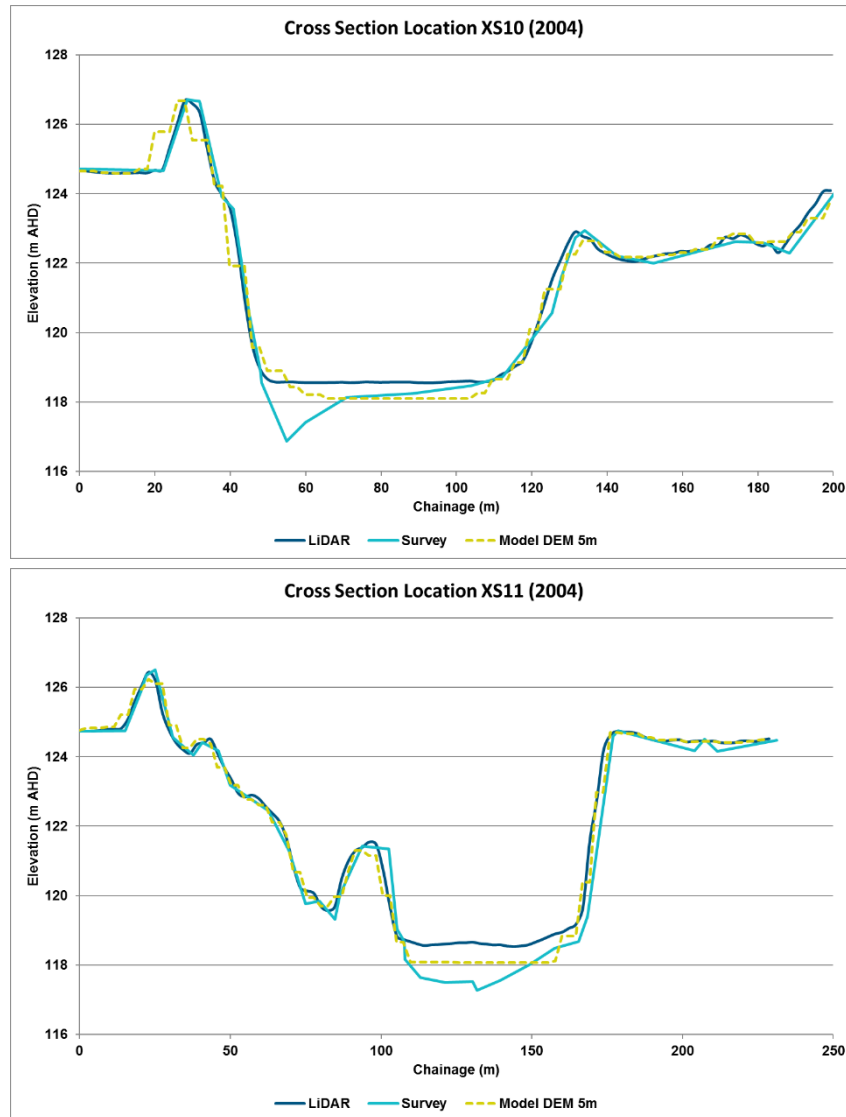 Cross Section Location XS10 (2004)
128
126
124
122
120
118
116
Elevation (m AHD)
0 20 40 60 80 100 120 140 160 180 200
Chainage (m)
LiDAR Survey Model DEM 5m
Cross Section Location XS11 (2004)
128
126
124
122
120
118
116
Elevation (m AHD)
0 50 100 150 200 250
Chainage (m)
LiDAR Survey Model DEM 5m